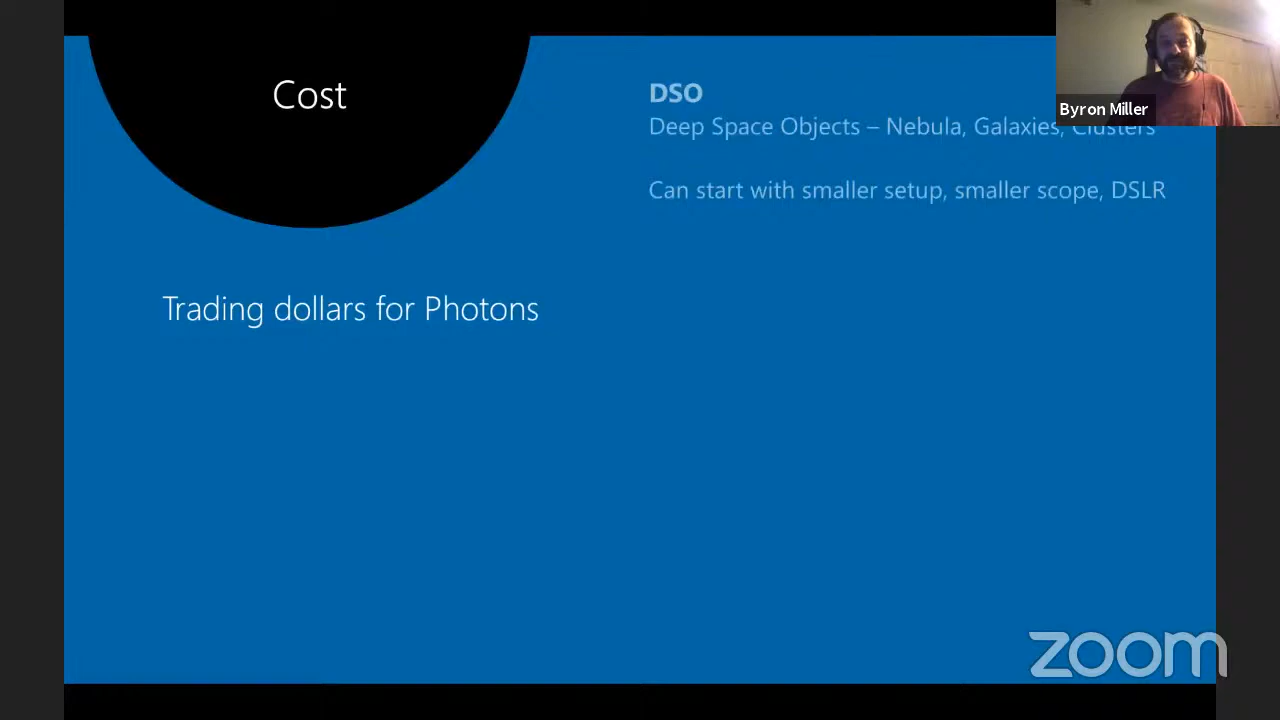 Cost
DSO
Deep Space Objects – Nebula, Galaxies, Clusters
Can start with smaller setup, smaller scope, DSLR
Trading dollars for Photons
Byron Miller
zoom